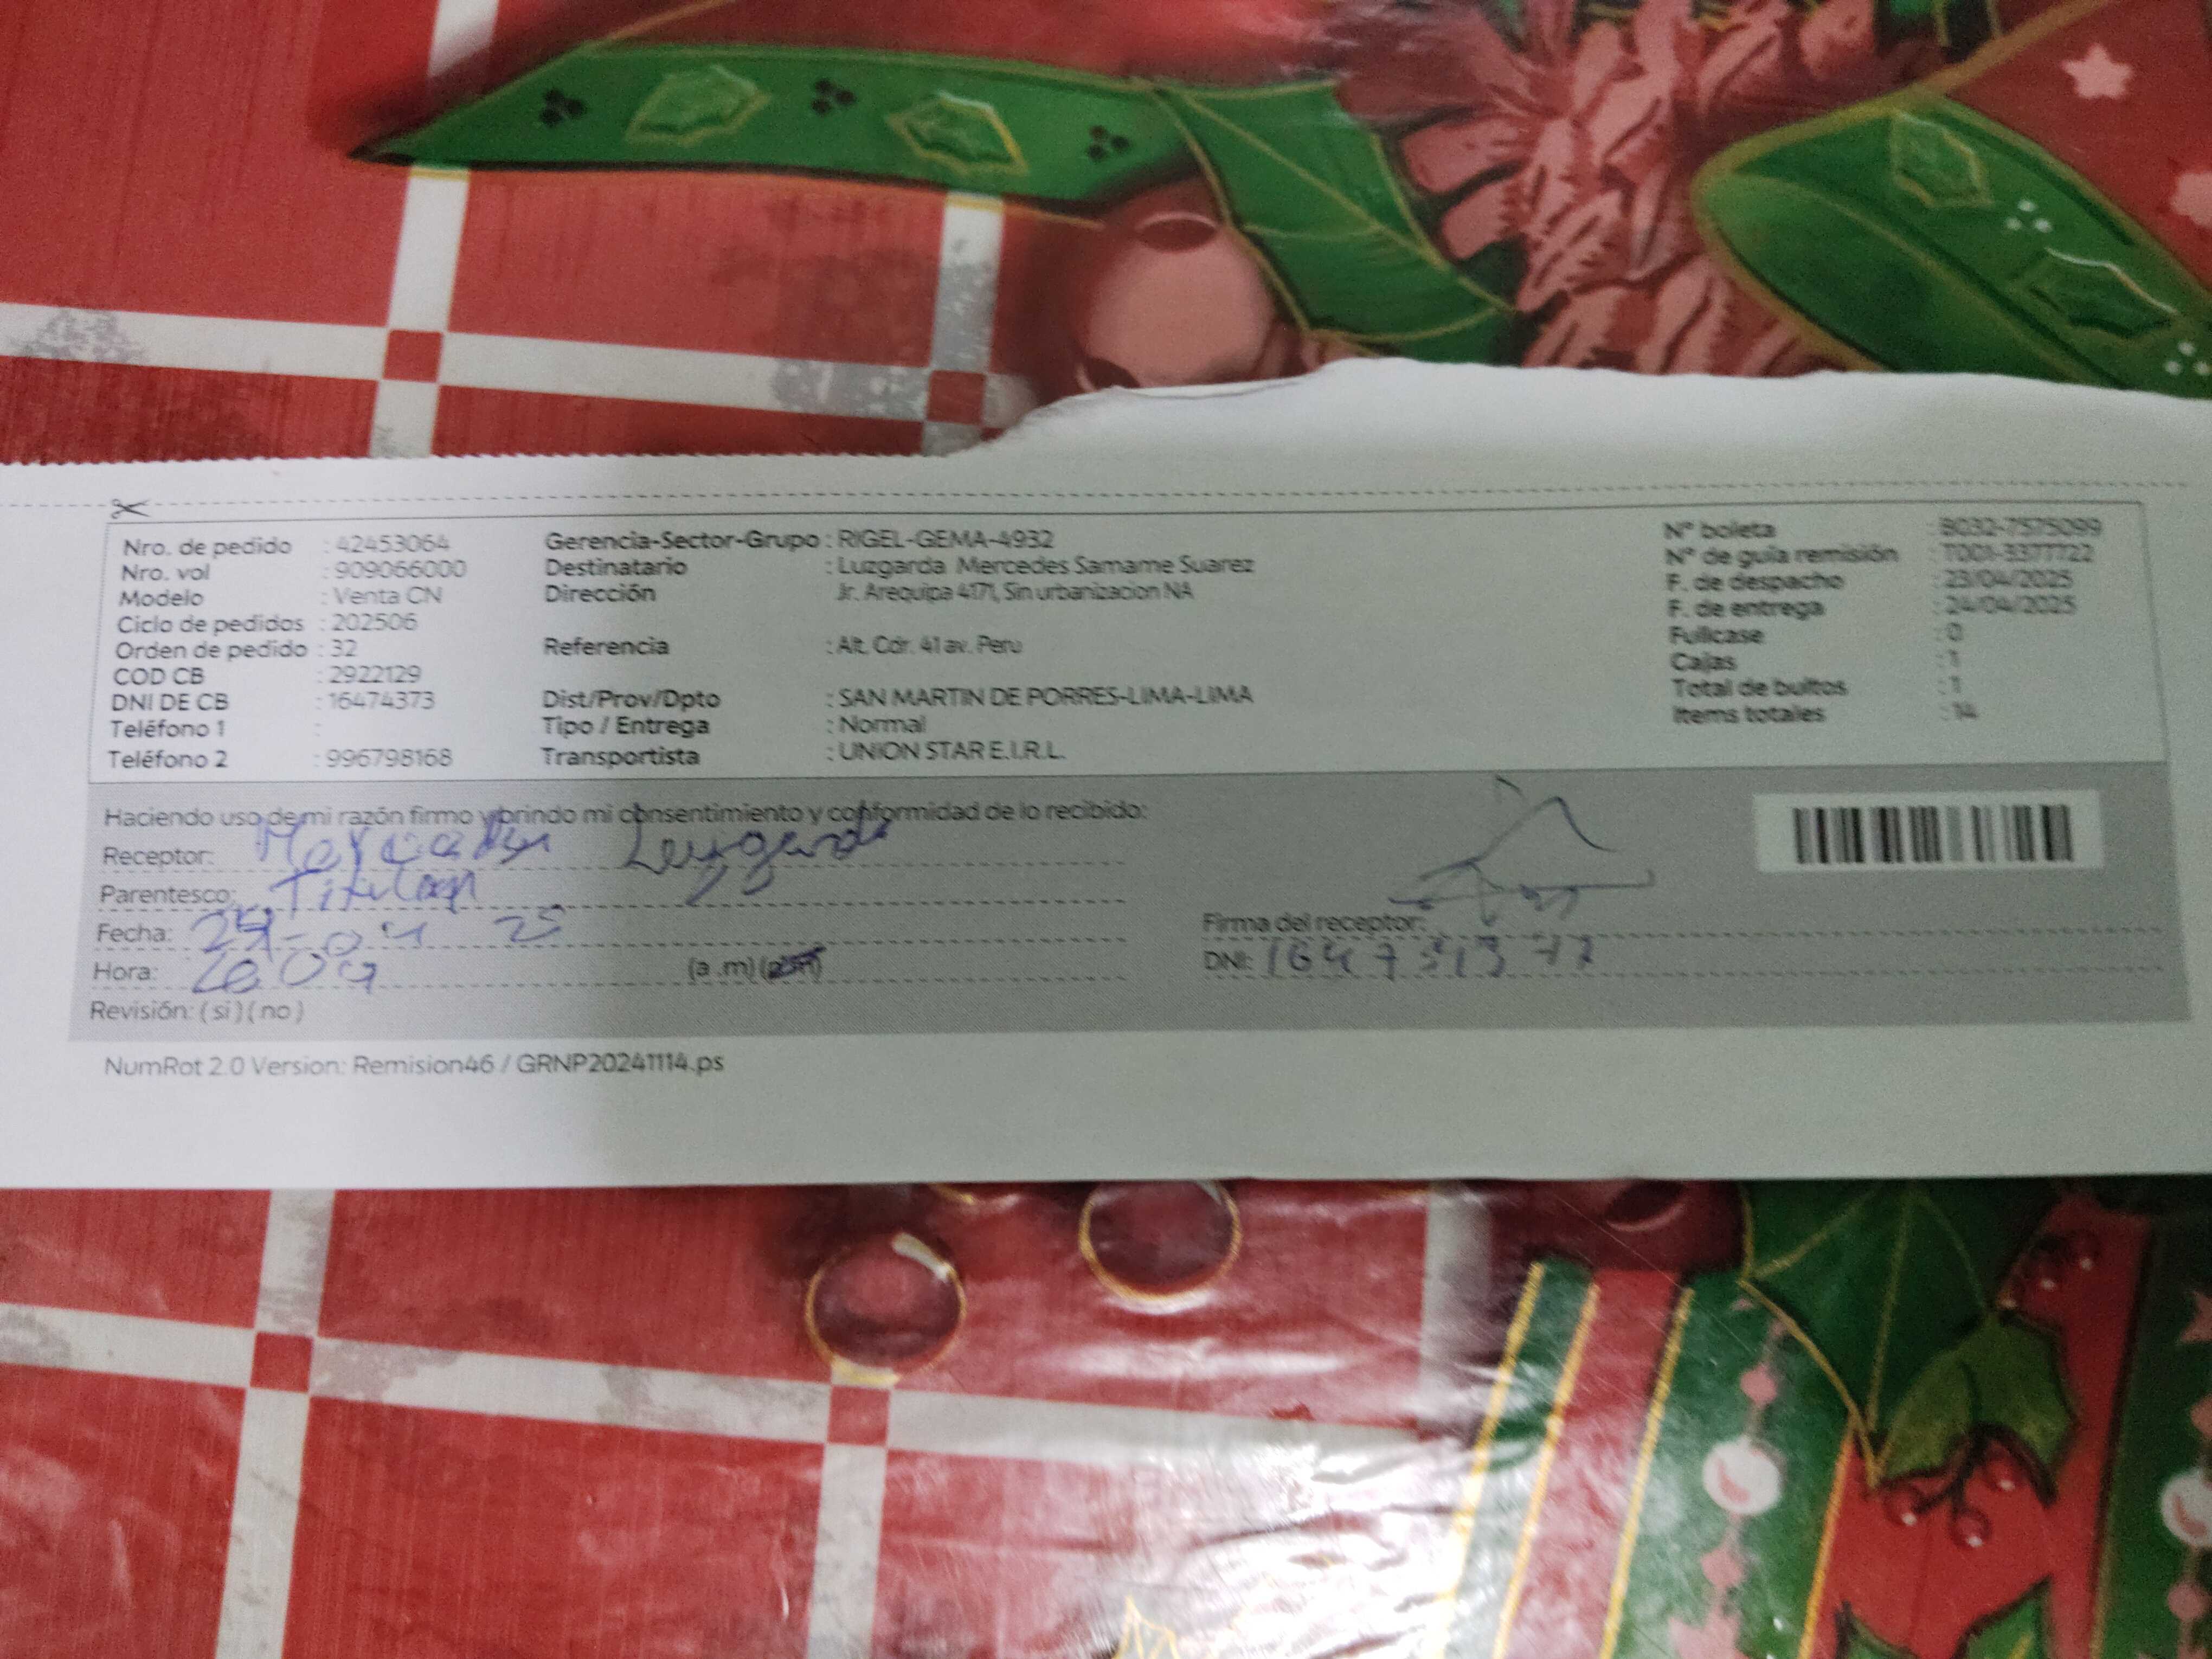 Nro. de pedido : 42453064
Nro. vol : 909066000
Modelo : Venta CN
Ciclo de pedidos : 202506
Orden de pedido : 32
COD CB : 2922129
DNI DE CB : 16474373
Teléfono 1 :
Teléfono 2 : 996798168
Gerencia-Sector-Grupo : RIGEL-GEMA-4932
Destinatario : Luzgarda Mercedes Samame Suarez
Dirección Jr. Arequipa 4171, Sin urbanizacion NA
Referencia : Alt. Cdr. 41 av. Peru
Dist/Prov/Dpto : SAN MARTIN DE PORRES-LIMA-LIMA
Tipo / Entrega : Normal
Transportista : UNION STAR E.I.R.L.
N° boleta : B032-7575099
N° de guía remisión : T001-3377722
F. de despacho : 23/04/2025
F. de entrega : 24/04/2025
Fullcase : 0
Cajas : 1
Total de bultos : 1
Items totales : 14
Haciendo uso de mi razón firmo y brindo mi consentimiento y conformidad de lo recibido:
Receptor:
Parentesco: Titular
Fecha: 24-04 25
Hora: (a .m)
Revisión: ( si ) ( no )
Firma del receptor:
DNI:
NumRot 2.0 Version: Remision46 / GRNP20241114.ps